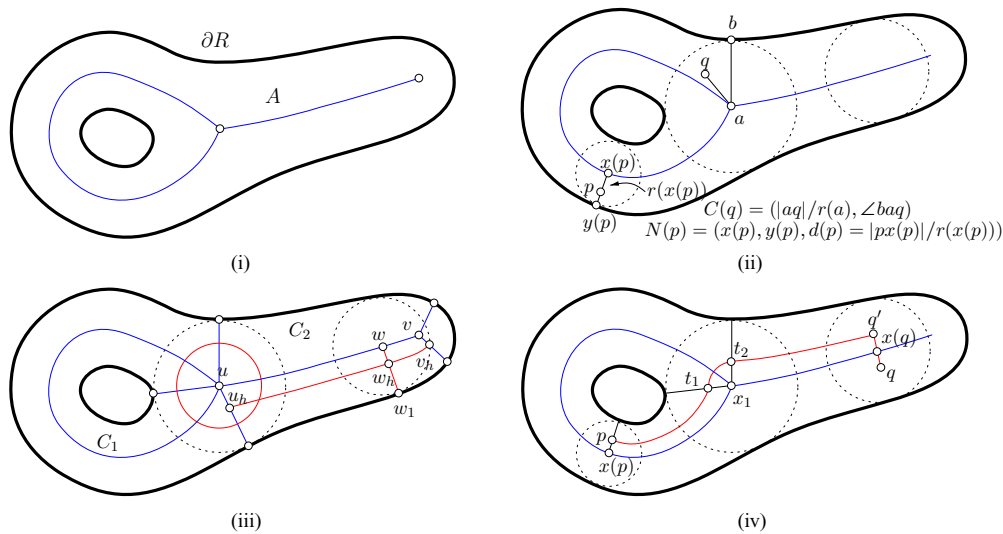 ∂R
A
(i)
b
q
a
x(p)
p
r(x(p))
y(p)
C(q) = (|aq|/r(a), ∠baq)
N(p) = (x(p), y(p), d(p) = |px(p)|/r(x(p)))
(ii)
C₂
v
w
u
v_h
w_h
u_h
w₁
C₁
(iii)
q′
t₂
x(q)
t₁
q
x₁
p
x(p)
(iv)